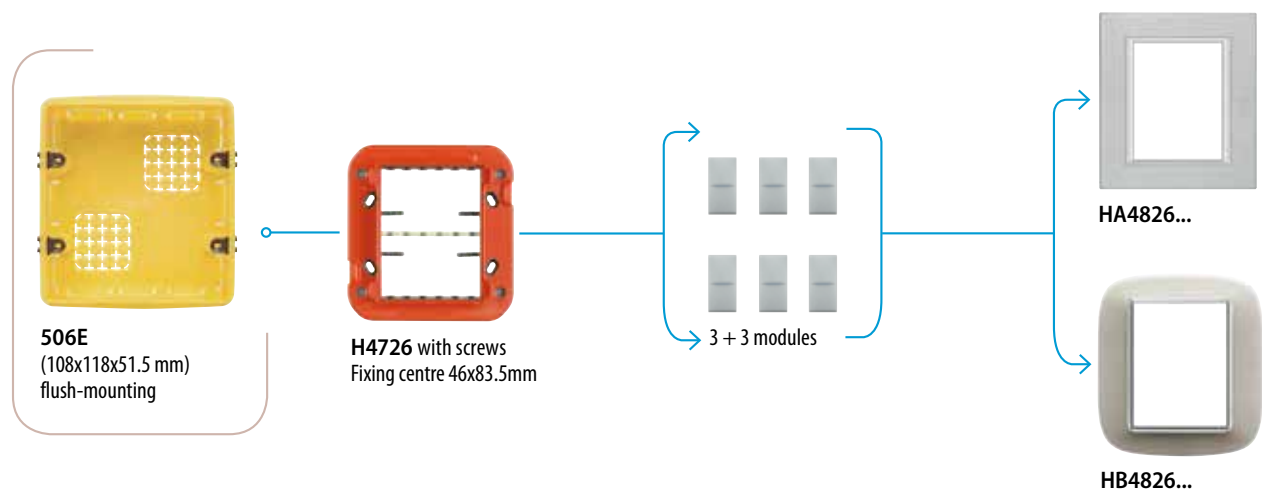 506E
(108x118x51.5 mm)
flush-mounting
H4726 with screws
Fixing centre 46x83.5mm
3 + 3 modules
HA4826...
HB4826...